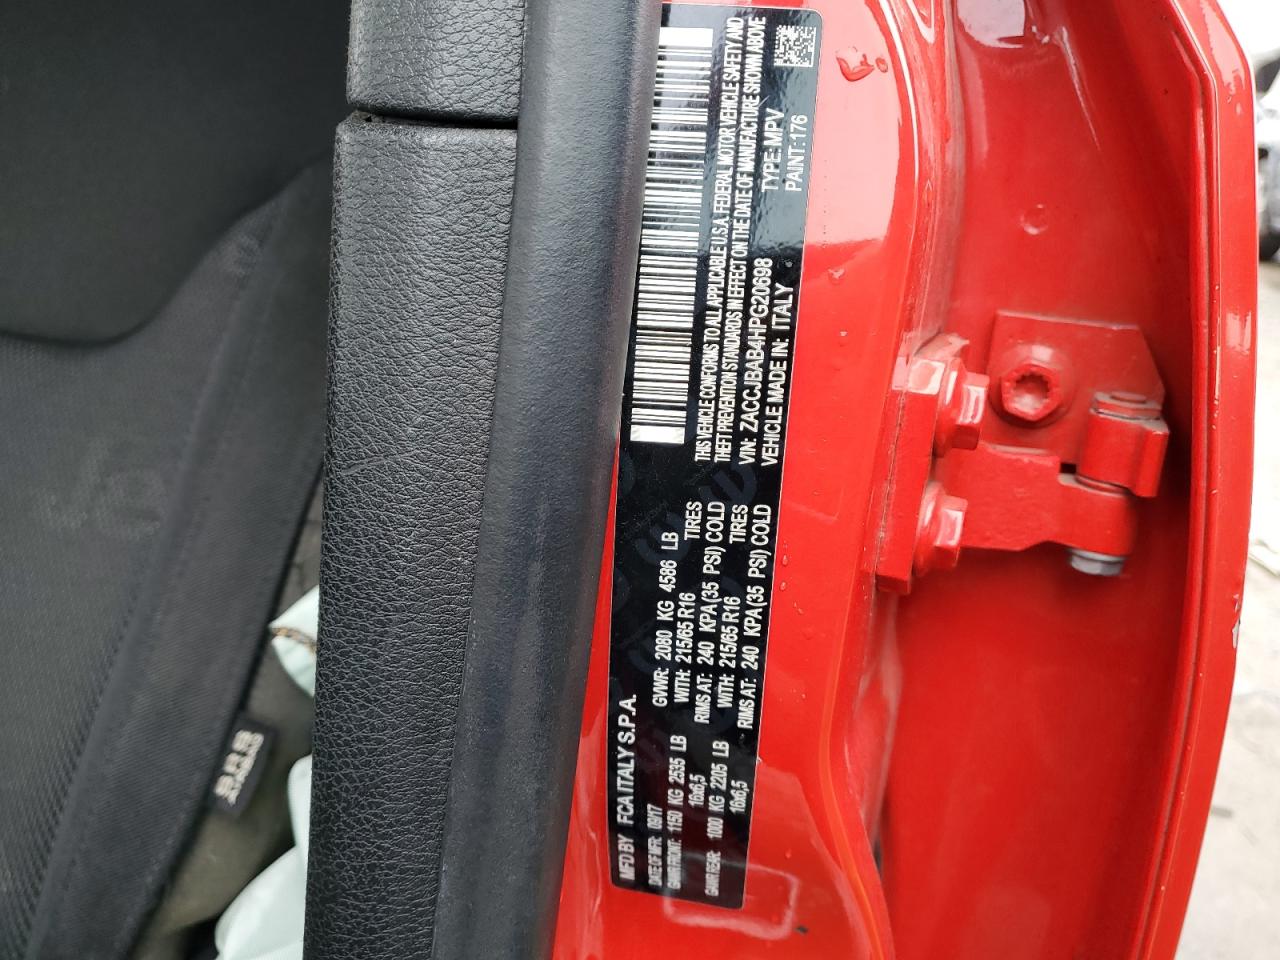 MFD BY FCA ITALY S.P.A.
DATE OF MFR: 09/17 GVWR: 2080 KG 4586 LB
GAWR FRONT: 1150 KG 2535 LB WITH: 215/65 R16 TIRES
16x6,5 RIMS AT: 240 KPA(35 PSI) COLD
GAWR REAR: 1000 KG 2205 LB WITH: 215/65 R16 TIRES
16x6,5 RIMS AT: 240 KPA(35 PSI) COLD
THIS VEHICLE CONFORMS TO ALL APPLICABLE U.S.A. FEDERAL MOTOR VEHICLE SAFETY AND
THEFT PREVENTION STANDARDS IN EFFECT ON THE DATE OF MANUFACTURE SHOWN ABOVE
VIN: ZACCJBAB4HPG20698 TYPE: MPV
VEHICLE MADE IN: ITALY PAINT: 176
SRS
AIRBAG